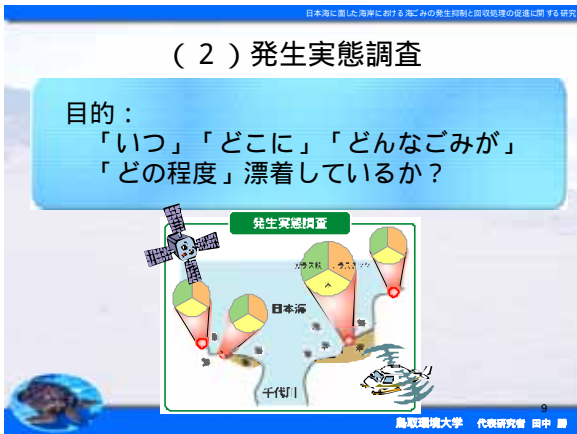 日本海に面した海岸における海ごみの発生抑制と回収処理の促進に関する研究
(2)発生実態調査
目的:
「いつ」「どこに」「どんなごみが」
「どの程度」漂着しているか?
発生実態調査
日本海
千代川
9
鳥取環境大学 代表研究者 田中 勝